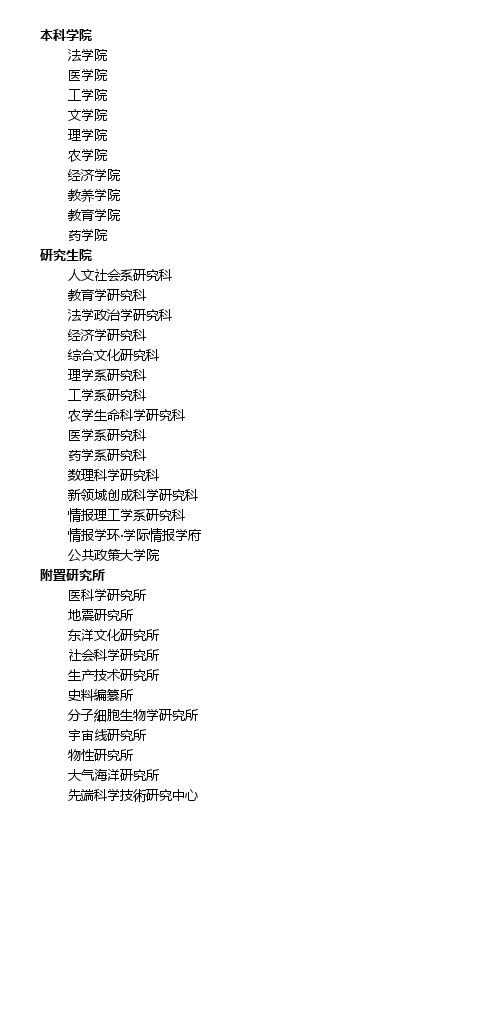 本科学院
法学院
医学院
工学院
文学院
理学院
农学院
经济学院
教养学院
教育学院
药学院
研究生院
人文社会系研究科
教育学研究科
法学政治学研究科
经济学研究科
综合文化研究科
理学系研究科
工学系研究科
农学生命科学研究科
医学系研究科
药学系研究科
数理科学研究科
新领域创成科学研究科
情报理工学系研究科
情报学环·学际情报学府
公共政策大学院
附置研究所
医科学研究所
地震研究所
东洋文化研究所
社会科学研究所
生产技术研究所
史料编纂所
分子細胞生物学研究所
宇宙线研究所
物性研究所
大气海洋研究所
先端科学技術研究中心